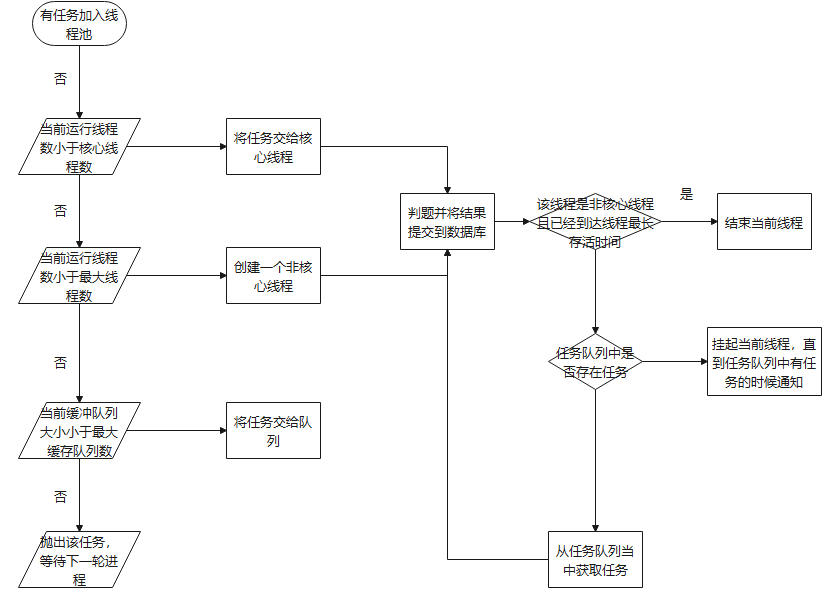 有任务加入线
程池
否
当前运行线程
数小于核心线
程数
将任务交给核
心线程
否
当前运行线程
数小于最大线
程数
创建一个非核
心线程
否
当前缓冲队列
大小小于最大
缓存队列数
将任务交给队
列
否
抛出该任务，
等待下一轮进
程
判题并将结果
提交到数据库
该线程是非核心线程
且已经到达线程最长
存活时间
是
结束当前线程
任务队列中是
否存在任务
挂起当前线程，直
到任务队列中有任
务的时候通知
从任务队列当
中获取任务